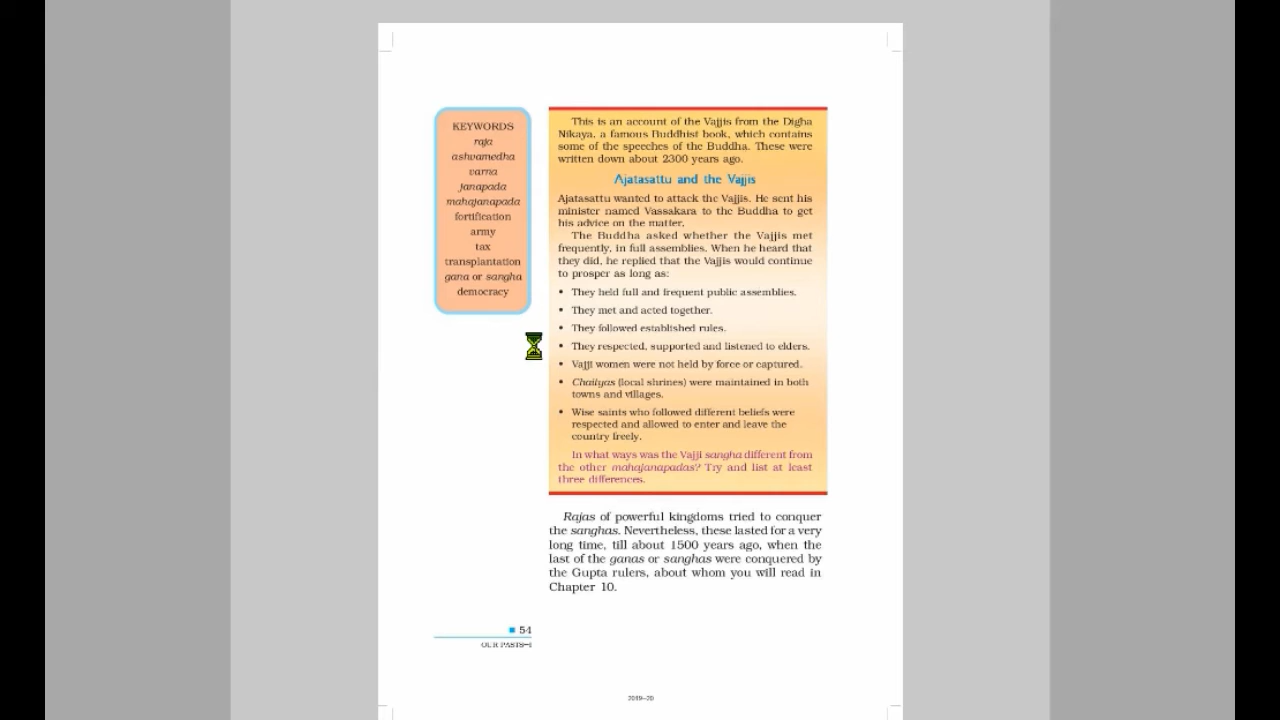 KEYWORDS
raja
ashvamedha
varna
janapada
mahajanapada
fortification
army
tax
transplantation
gana or sangha
democracy
This is an account of the Vajjis from the Digha
Nikaya, a famous Buddhist book, which contains
some of the speeches of the Buddha. These were
written down about 2300 years ago.
Ajatasattu and the Vajjis
Ajatasattu wanted to attack the Vajjis. He sent his
minister named Vassakara to the Buddha to get
his advice on the matter.
The Buddha asked whether the Vajjis met
frequently, in full assemblies. When he heard that
they did, he replied that the Vajjis would continue
to prosper as long as:
• They held full and frequent public assemblies.
• They met and acted together.
• They followed established rules.
• They respected, supported and listened to elders.
• Vajji women were not held by force or captured.
• Chaityas (local shrines) were maintained in both
towns and villages.
• Wise saints who followed different beliefs were
respected and allowed to enter and leave the
country freely.
In what ways was the Vajji sangha different from
the other mahajanapadas? Try and list at least
three differences.
Rajas of powerful kingdoms tried to conquer
the sanghas. Nevertheless, these lasted for a very
long time, till about 1500 years ago, when the
last of the ganas or sanghas were conquered by
the Gupta rulers, about whom you will read in
Chapter 10.
54
OUR PASTS–I
2019–20